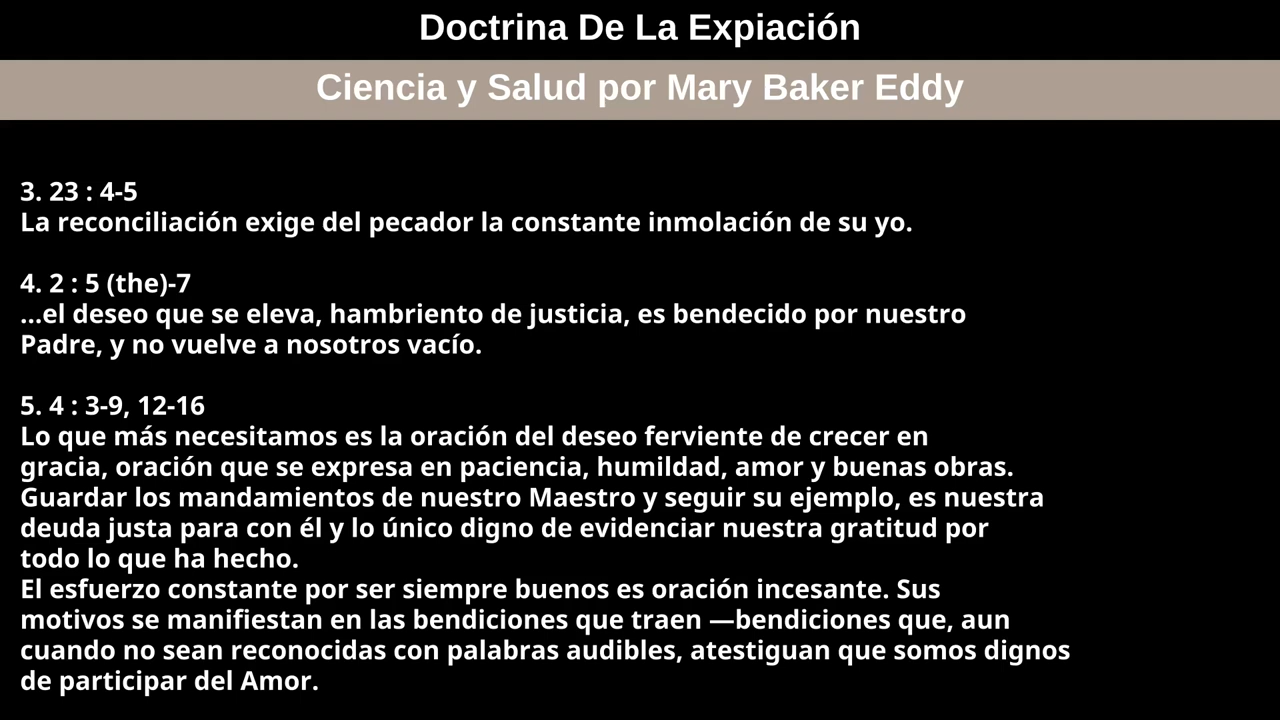 Doctrina De La Expiación
Ciencia y Salud por Mary Baker Eddy
3. 23 : 4-5
La reconciliación exige del pecador la constante inmolación de su yo.
4. 2 : 5 (the)-7
...el deseo que se eleva, hambriento de justicia, es bendecido por nuestro
Padre, y no vuelve a nosotros vacío.
5. 4 : 3-9, 12-16
Lo que más necesitamos es la oración del deseo ferviente de crecer en
gracia, oración que se expresa en paciencia, humildad, amor y buenas obras.
Guardar los mandamientos de nuestro Maestro y seguir su ejemplo, es nuestra
deuda justa para con él y lo único digno de evidenciar nuestra gratitud por
todo lo que ha hecho.
El esfuerzo constante por ser siempre buenos es oración incesante. Sus
motivos se manifiestan en las bendiciones que traen —bendiciones que, aun
cuando no sean reconocidas con palabras audibles, atestiguan que somos dignos
de participar del Amor.